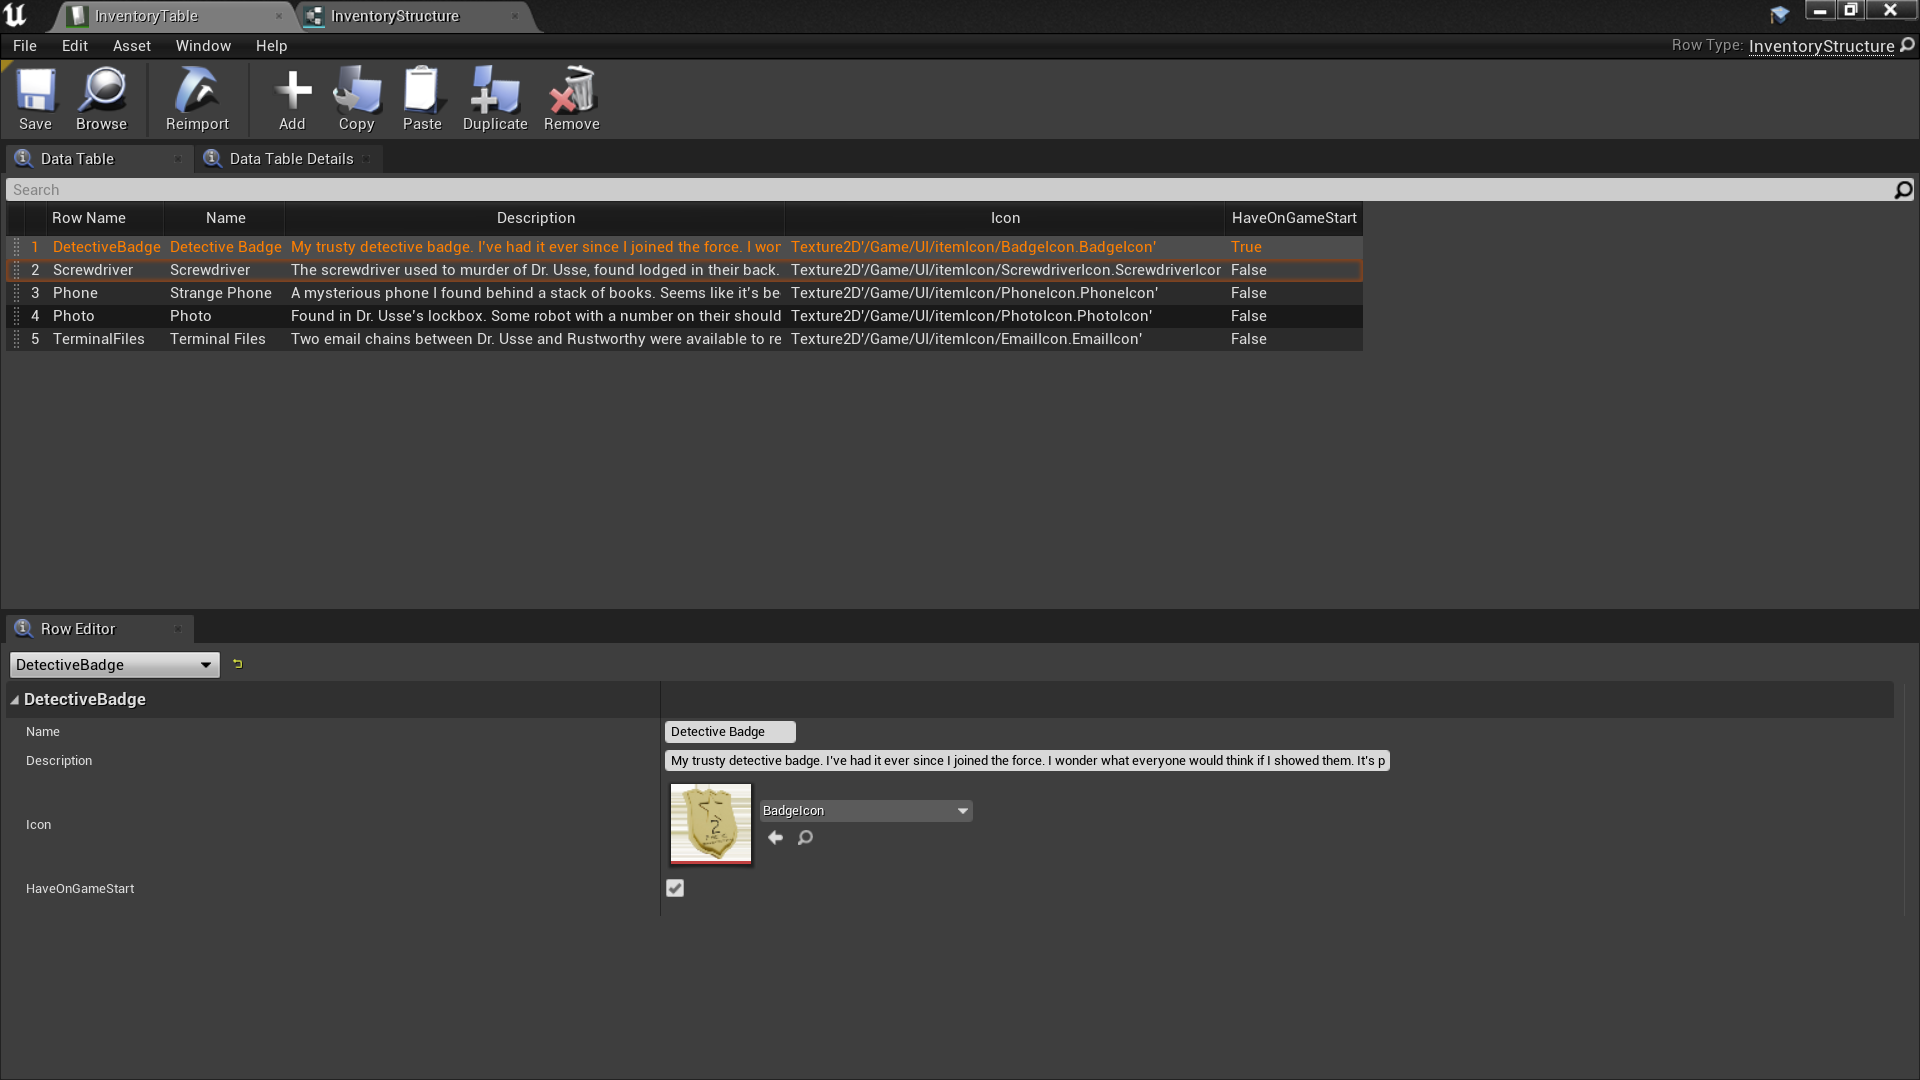 InventoryTable InventoryStructure
File Edit Asset Window Help Row Type: InventoryStructure
Save Browse Reimport Add Copy Paste Duplicate Remove
Data Table Data Table Details
Search
Row Name Name Description Icon HaveOnGameStart
1 DetectiveBadge Detective Badge My trusty detective badge. I've had it ever since I joined the force. I wor Texture2D'/Game/UI/itemIcon/BadgeIcon.BadgeIcon' True
2 Screwdriver Screwdriver The screwdriver used to murder of Dr. Usse, found lodged in their back. Texture2D'/Game/UI/itemIcon/ScrewdriverIcon.ScrewdriverIcor False
3 Phone Strange Phone A mysterious phone I found behind a stack of books. Seems like it's be Texture2D'/Game/UI/itemIcon/PhoneIcon.PhoneIcon' False
4 Photo Photo Found in Dr. Usse's lockbox. Some robot with a number on their should Texture2D'/Game/UI/itemIcon/PhotoIcon.PhotoIcon' False
5 TerminalFiles Terminal Files Two email chains between Dr. Usse and Rustworthy were available to re Texture2D'/Game/UI/itemIcon/EmailIcon.EmailIcon' False
Row Editor
DetectiveBadge
DetectiveBadge
Name Detective Badge
Description My trusty detective badge. I've had it ever since I joined the force. I wonder what everyone would think if I showed them. It's p
Icon BadgeIcon
HaveOnGameStart